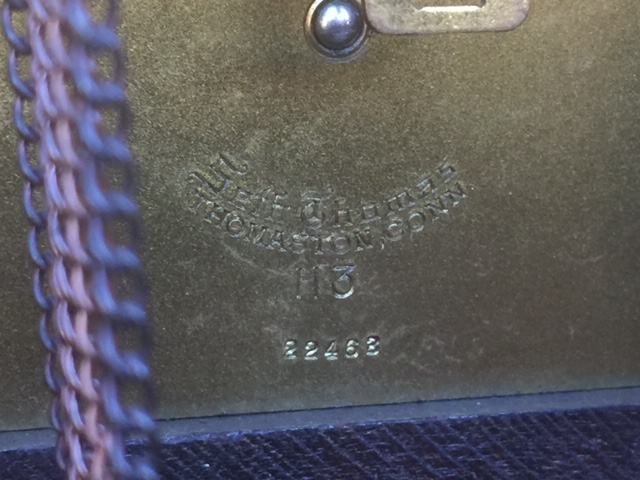 Seth Thomas
THOMASTON, CONN.
113
22463